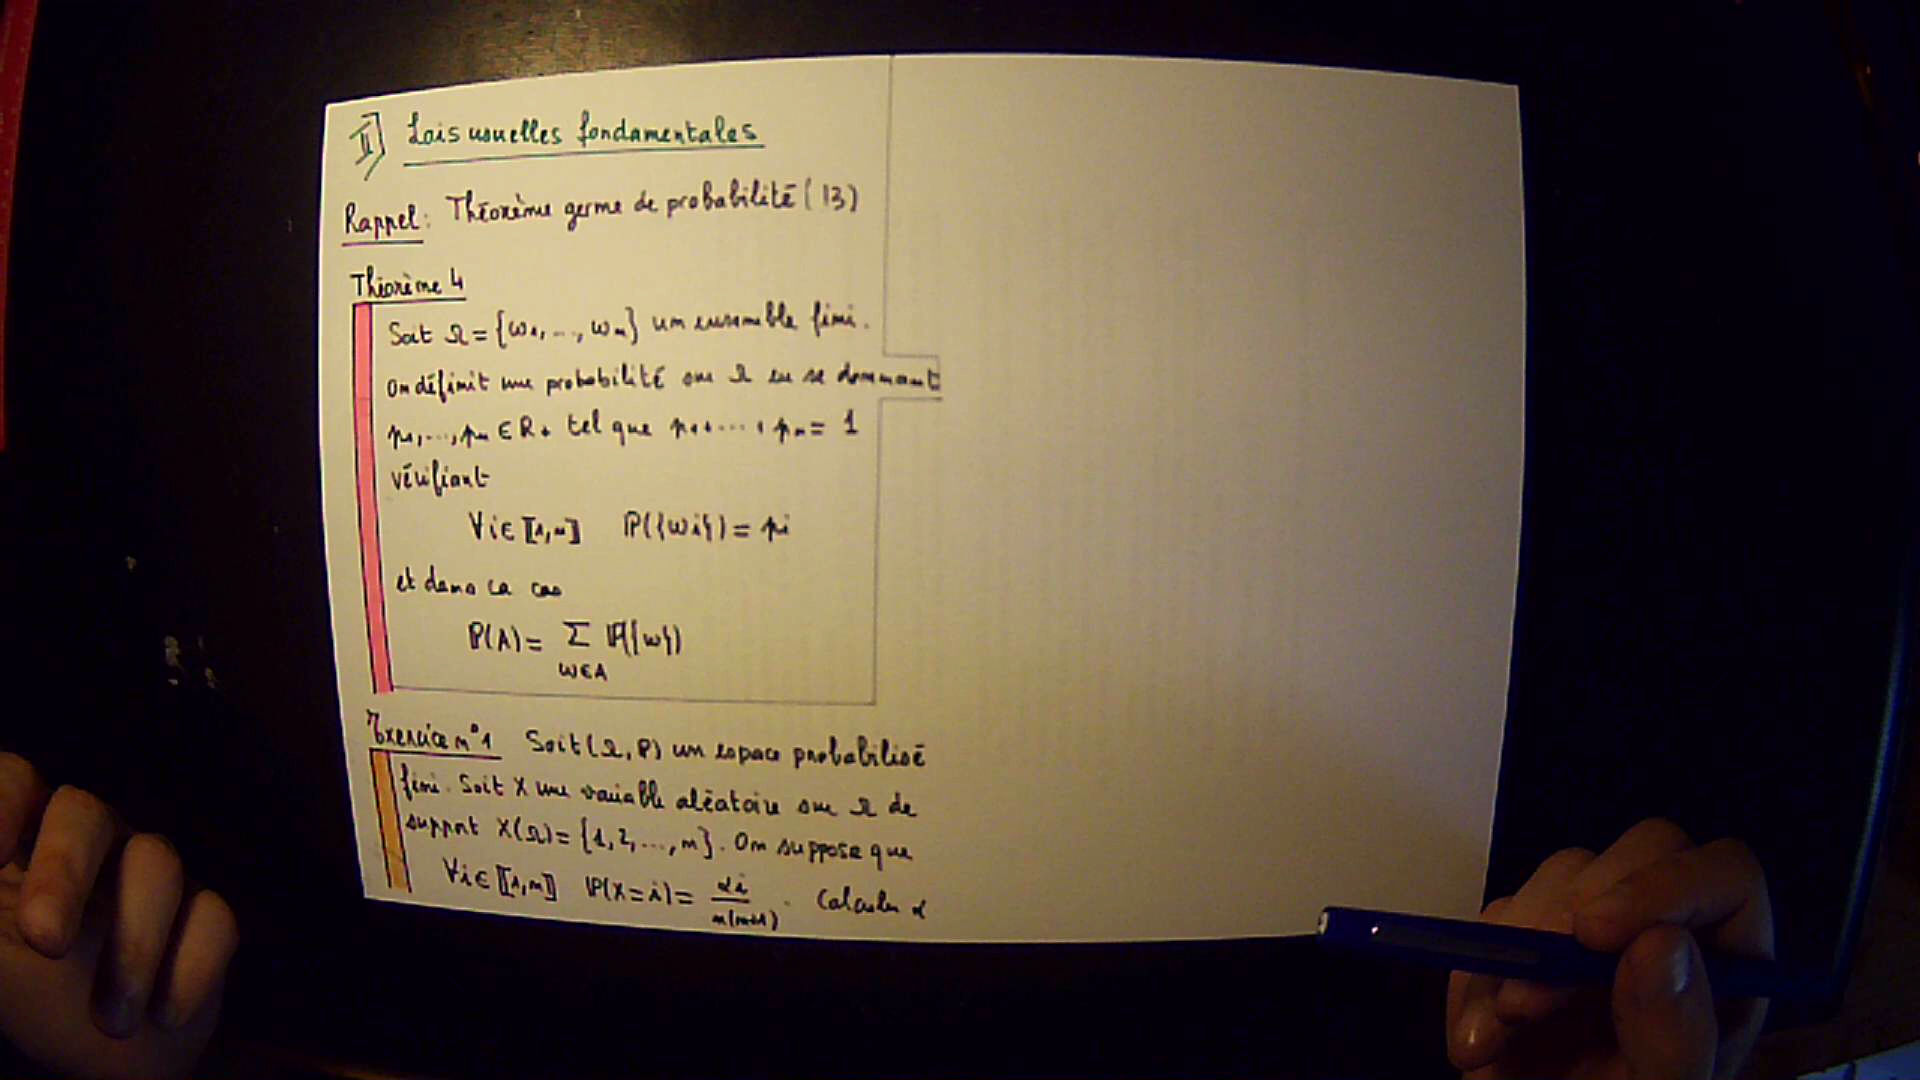 II) Lois usuelles fondamentales
Rappel : Théorème germe de probabilité (13)
Théorème 4
Soit Ω = {ω1, ..., ωn} un ensemble fini.
On définit une probabilité sur Ω en se donnant
p1, ..., pn ∈ R+ tel que p1 + ... + pn = 1
vérifiant
∀i ∈ ⟦1,n⟧ ℙ({ωi}) = pi
et dans ca cas
ℙ(A) = Σ ℙ({ω})
ω∈A
Exercice n°1 Soit (Ω, P) un espace probabilisé
fini. Soit X une variable aléatoire sur Ω de
support X(Ω) = {1, 2, ..., n}. On suppose que
∀i ∈ ⟦1,n⟧ ℙ(X = i) = αi / n(n+1) . Calculer α